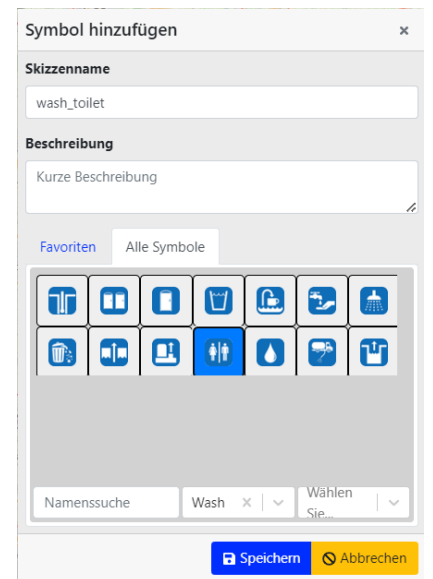 Symbol hinzufügen
×
Skizzenname
wash_toilet
Beschreibung
Kurze Beschreibung
Favoriten Alle Symbole
Namenssuche Wash × Wählen Sie...
Speichern Abbrechen